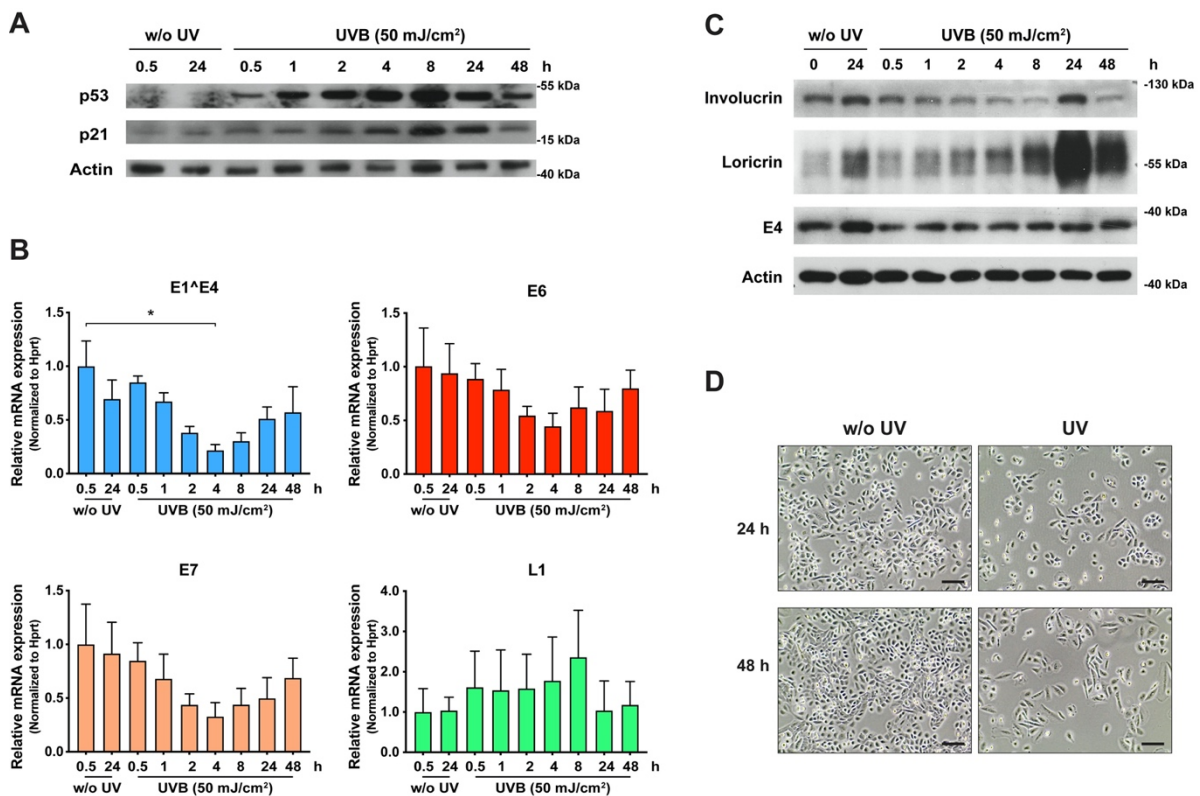 A
w/o UV UVB (50 mJ/cm²)
0.5 24 0.5 1 2 4 8 24 48 h
p53 -55 kDa
p21 -15 kDa
Actin -40 kDa
C
w/o UV UVB (50 mJ/cm²)
0 24 0.5 1 2 4 8 24 48 h
Involucrin -130 kDa
Loricrin -55 kDa
E4 -40 kDa
Actin -40 kDa
B
E1^E4
Relative mRNA expression
(Normalized to Hprt)
1.5
1.0
0.5
0.0
*
0.5 24 0.5 1 2 4 8 24 48 h
w/o UV UVB (50 mJ/cm²)
E6
Relative mRNA expression
(Normalized to Hprt)
1.5
1.0
0.5
0.0
0.5 24 0.5 1 2 4 8 24 48 h
w/o UV UVB (50 mJ/cm²)
E7
Relative mRNA expression
(Normalized to Hprt)
1.5
1.0
0.5
0.0
0.5 24 0.5 1 2 4 8 24 48 h
w/o UV UVB (50 mJ/cm²)
L1
Relative mRNA expression
(Normalized to Hprt)
4.0
3.0
2.0
1.0
0.0
0.5 24 0.5 1 2 4 8 24 48 h
w/o UV UVB (50 mJ/cm²)
D
w/o UV UV
24 h
48 h